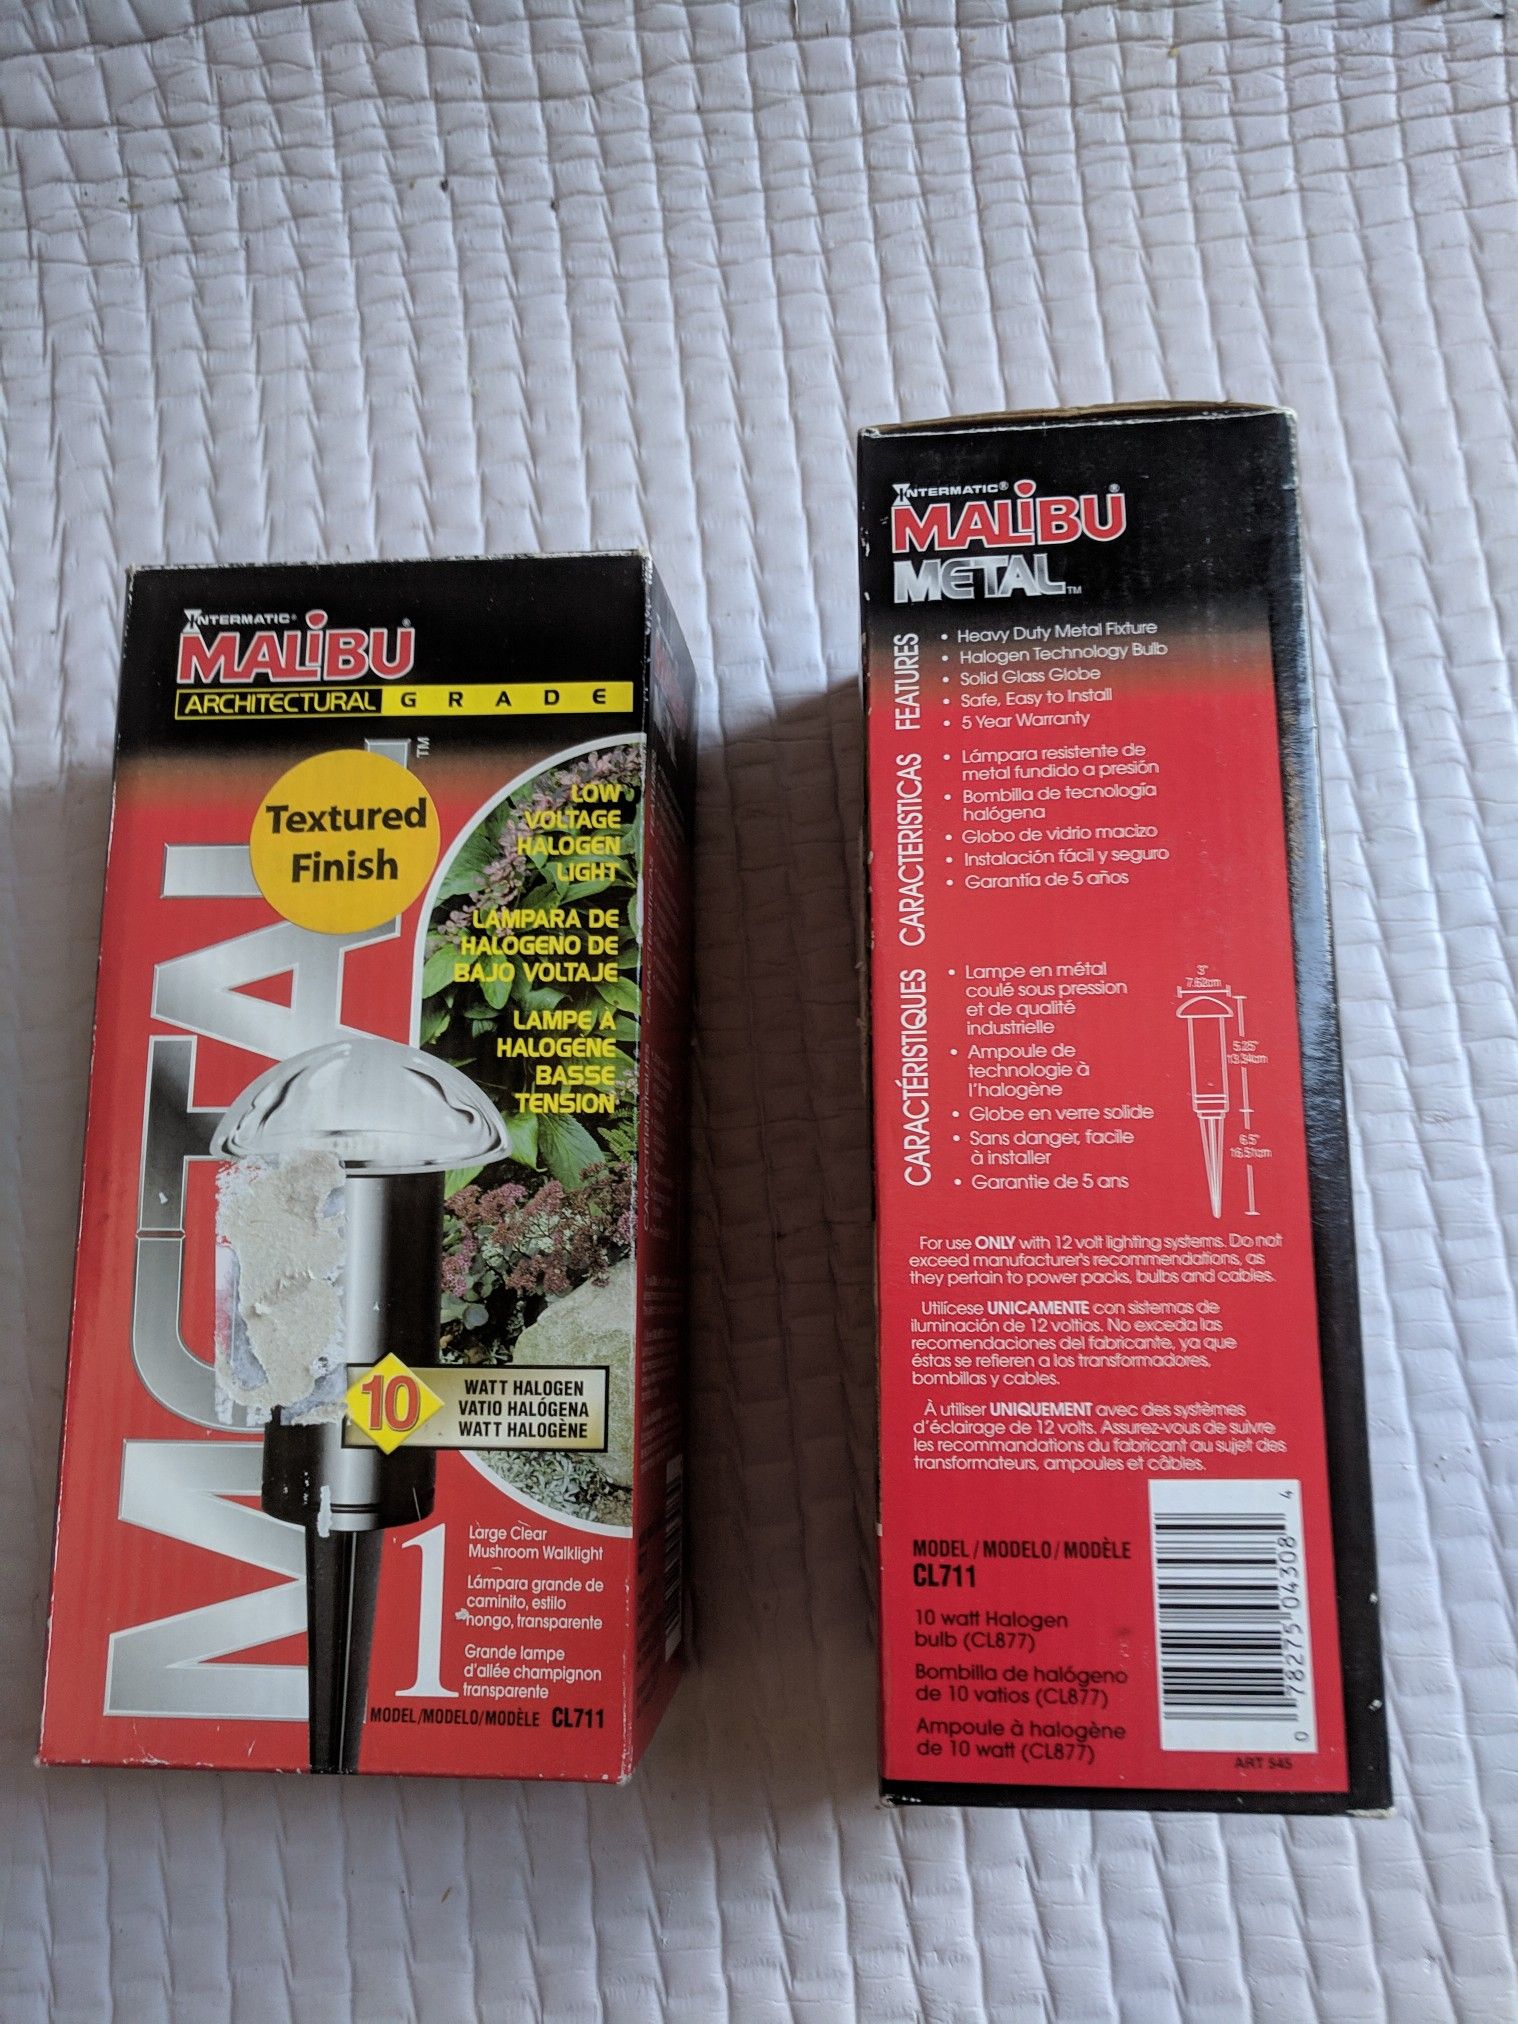 INTERMATIC®
MALIBU®
ARCHITECTURAL GRADE
METAL™
Textured
Finish
LOW
VOLTAGE
HALOGEN
LIGHT
LÁMPARA DE
HALOGENO DE
BAJO VOLTAJE
LAMPE À
HALOGÈNE
BASSE
TENSION
10
WATT HALOGEN
VATIO HALÓGENA
WATT HALOGÈNE
1
Large Clear
Mushroom Walklight
Lámpara grande de
caminito, estilo
hongo, transparente
Grande lampe
d'allée champignon
transparente
MODEL/MODELO/MODÈLE CL711
INTERMATIC®
MALIBU®
METAL™
FEATURES
• Heavy Duty Metal Fixture
• Halogen Technology Bulb
• Solid Glass Globe
• Safe, Easy to Install
• 5 Year Warranty
CARACTERISTICAS
• Lámpara resistente de
metal fundido a presión
• Bombilla de tecnología
halógena
• Globo de vidrio macizo
• Instalación fácil y seguro
• Garantía de 5 años
CARACTÉRISTIQUES
• Lampe en métal
coulé sous pression
et de qualité
industrielle
• Ampoule de
technologie à
l'halogène
• Globe en verre solide
• Sans danger, facile
à installer
• Garantie de 5 ans
3"
7.62cm
5.25"
13.34cm
6.5"
16.51cm
For use ONLY with 12 volt lighting systems. Do not
exceed manufacturer's recommendations, as
they pertain to power packs, bulbs and cables.
Utilícese UNICAMENTE con sistemas de
iluminación de 12 voltios. No exceda las
recomendaciones del fabricante, ya que
éstas se refieren a los transformadores,
bombillas y cables.
À utiliser UNIQUEMENT avec des systèmes
d'éclairage de 12 volts. Assurez-vous de suivre
les recommandations du fabricant au sujet des
transformateurs, ampoules et câbles.
MODEL / MODELO / MODÈLE
CL711
10 watt Halogen
bulb (CL877)
Bombilla de halógeno
de 10 vatios (CL877)
Ampoule à halogène
de 10 watt (CL877)
0 78275 04308 4
ART 545